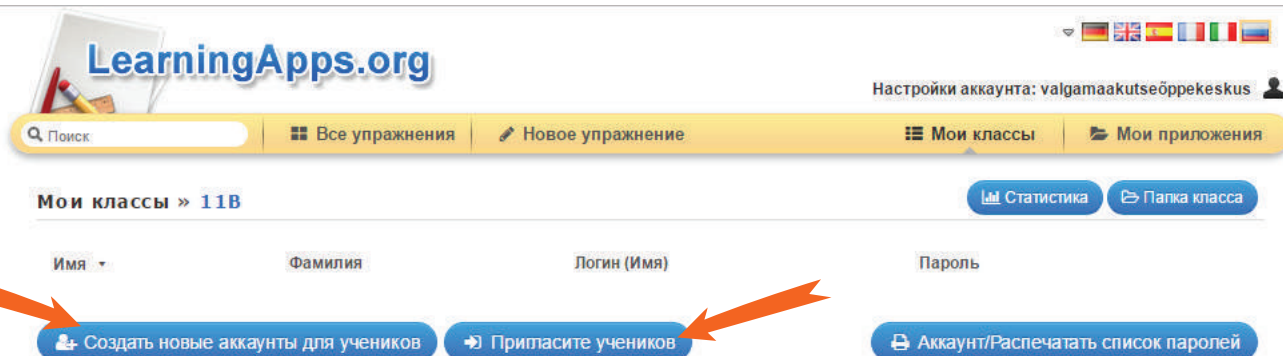 LearningApps.org
Настройки аккаунта: valgamaakutseõppekeskus
Поиск
Все упражнения
Новое упражнение
Мои классы
Мои приложения
Мои классы » 11B
Статистика
Папка класса
Имя
Фамилия
Логин (Имя)
Пароль
Создать новые аккаунты для учеников
Пригласите учеников
Аккаунт/Распечатать список паролей